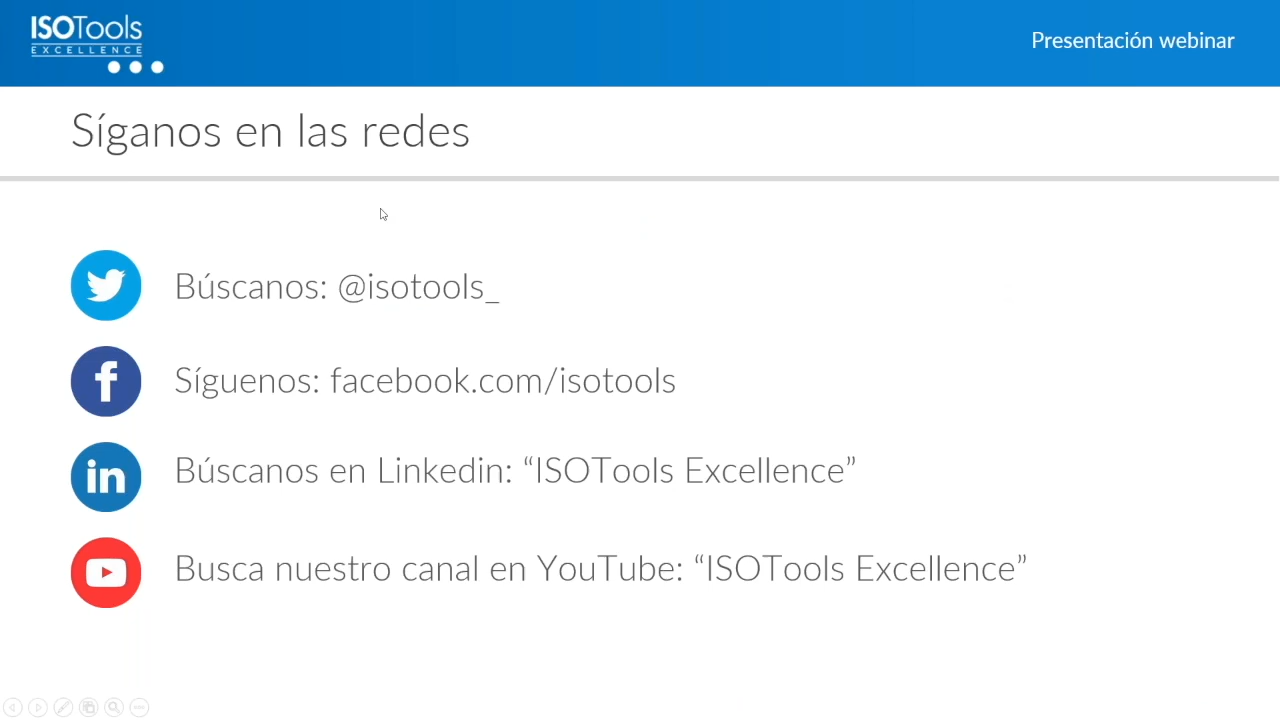 ISOTools
EXCELLENCE
Presentación webinar
Síganos en las redes
Búscanos: @isotools_
f
Síguenos: facebook.com/isotools
in
Búscanos en Linkedin: “ISOTools Excellence”
Busca nuestro canal en YouTube: “ISOTools Excellence”